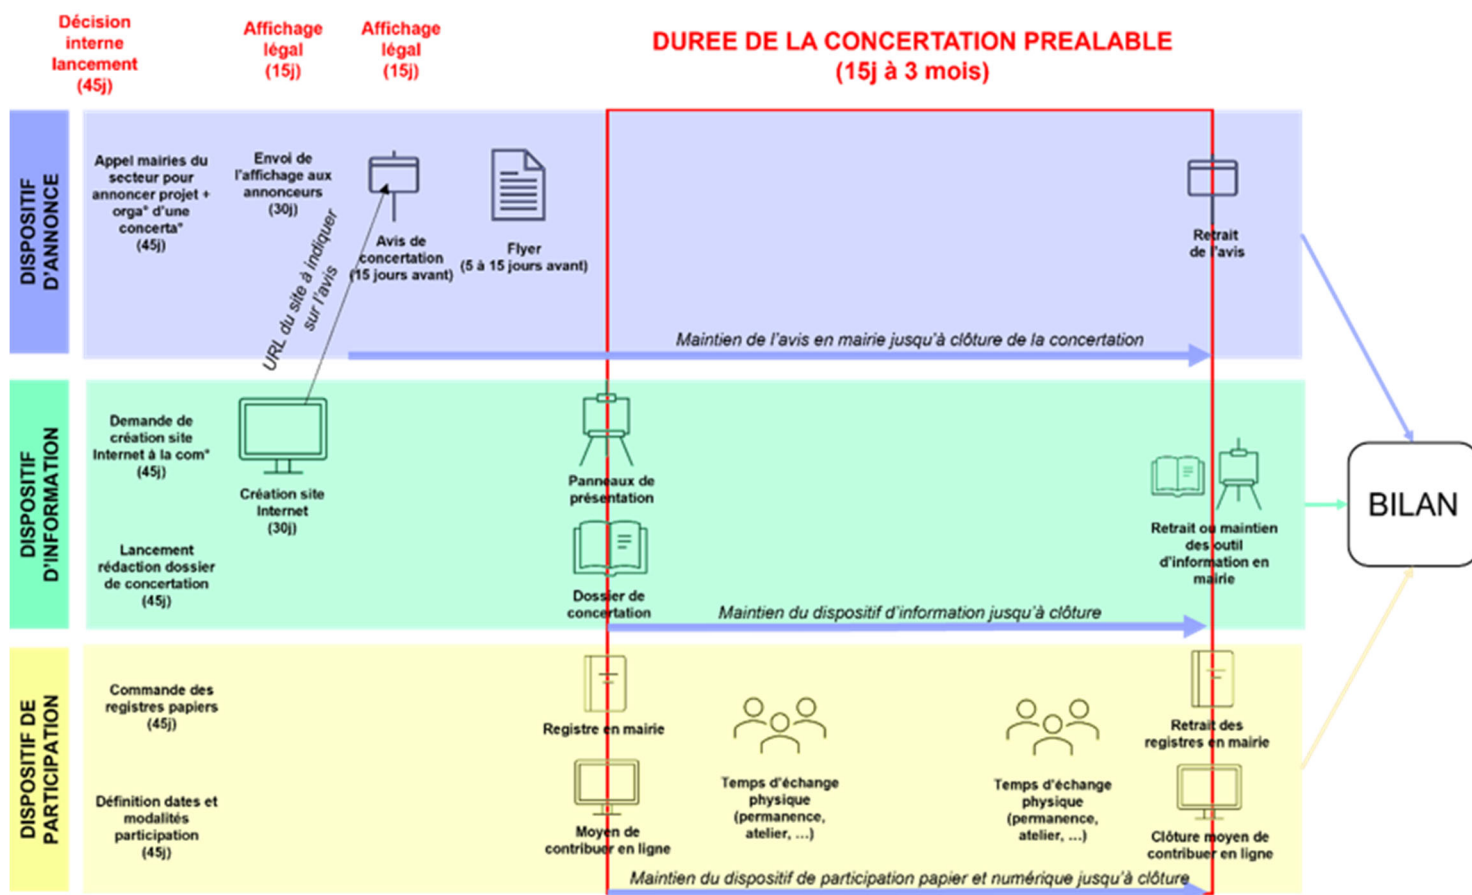 Décision
interne
lancement
(45j)
Affichage
légal
(15j)
Affichage
légal
(15j)
DUREE DE LA CONCERTATION PREALABLE
(15j à 3 mois)
DISPOSITIF
D'ANNONCE
Appel mairies du
secteur pour
annoncer projet +
orga° d'une
concerta°
(45j)
Envoi de
l'affichage aux
annonceurs
(30j)
URL du site à indiquer
sur l'avis
Avis de
concertation
(15 jours avant)
Flyer
(5 à 15 jours avant)
Retrait
de l'avis
Maintien de l'avis en mairie jusqu'à clôture de la concertation
DISPOSITIF
D'INFORMATION
Demande de
création site
Internet à la com°
(45j)
Lancement
rédaction dossier
de concertation
(45j)
Création site
Internet
(30j)
Panneaux de
présentation
Dossier de
concertation
Retrait ou maintien
des outil
d'information en
mairie
Maintien du dispositif d'information jusqu'à clôture
BILAN
DISPOSITIF DE
PARTICIPATION
Commande des
registres papiers
(45j)
Définition dates et
modalités
participation
(45j)
Registre en mairie
Moyen de
contribuer en ligne
Temps d'échange
physique
(permanence,
atelier, ...)
Temps d'échange
physique
(permanence,
atelier, ...)
Retrait des
registres en mairie
Clôture moyen de
contribuer en ligne
Maintien du dispositif de participation papier et numérique jusqu'à clôture